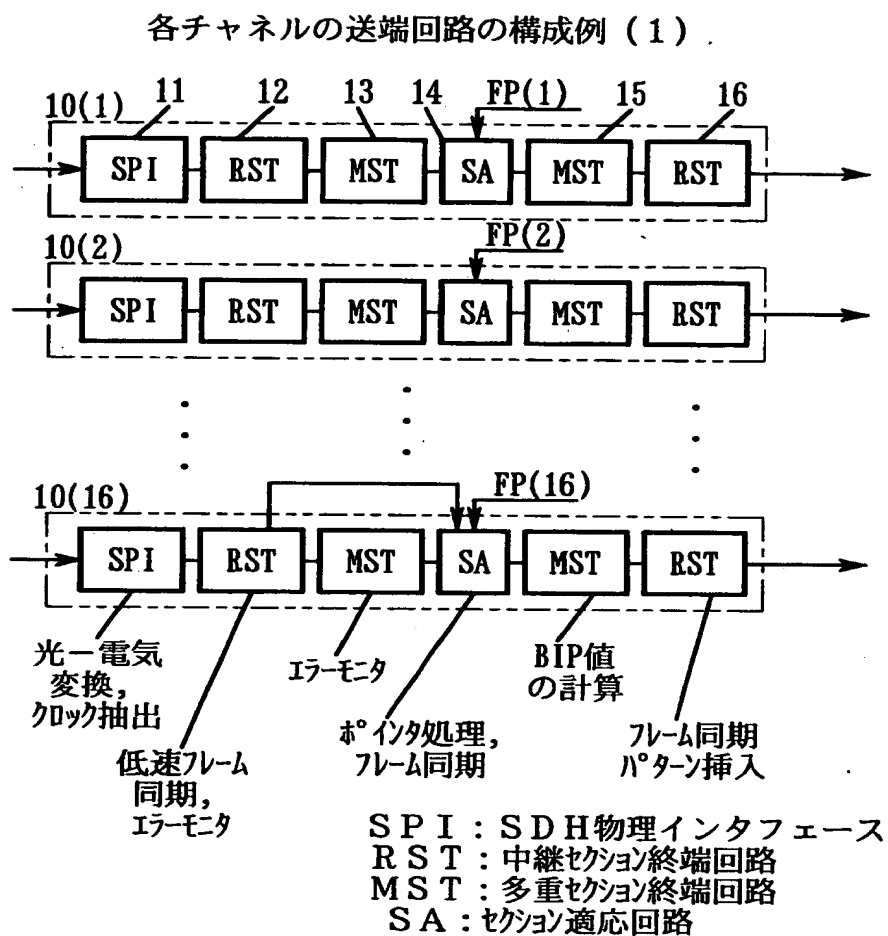 各チャネルの送端回路の構成例（1）
10(1) 11 12 13 14 FP(1) 15 16
SPI RST MST SA MST RST
10(2) FP(2)
SPI RST MST SA MST RST
10(16) FP(16)
SPI RST MST SA MST RST
光－電気
変換,
クロック抽出
低速フレーム
同期,
エラーモニタ
エラーモニタ
ポインタ処理,
フレーム同期
BIP値
の計算
フレーム同期
パターン挿入
SPI：SDH物理インタフェース
RST：中継セクション終端回路
MST：多重セクション終端回路
SA：セクション適応回路